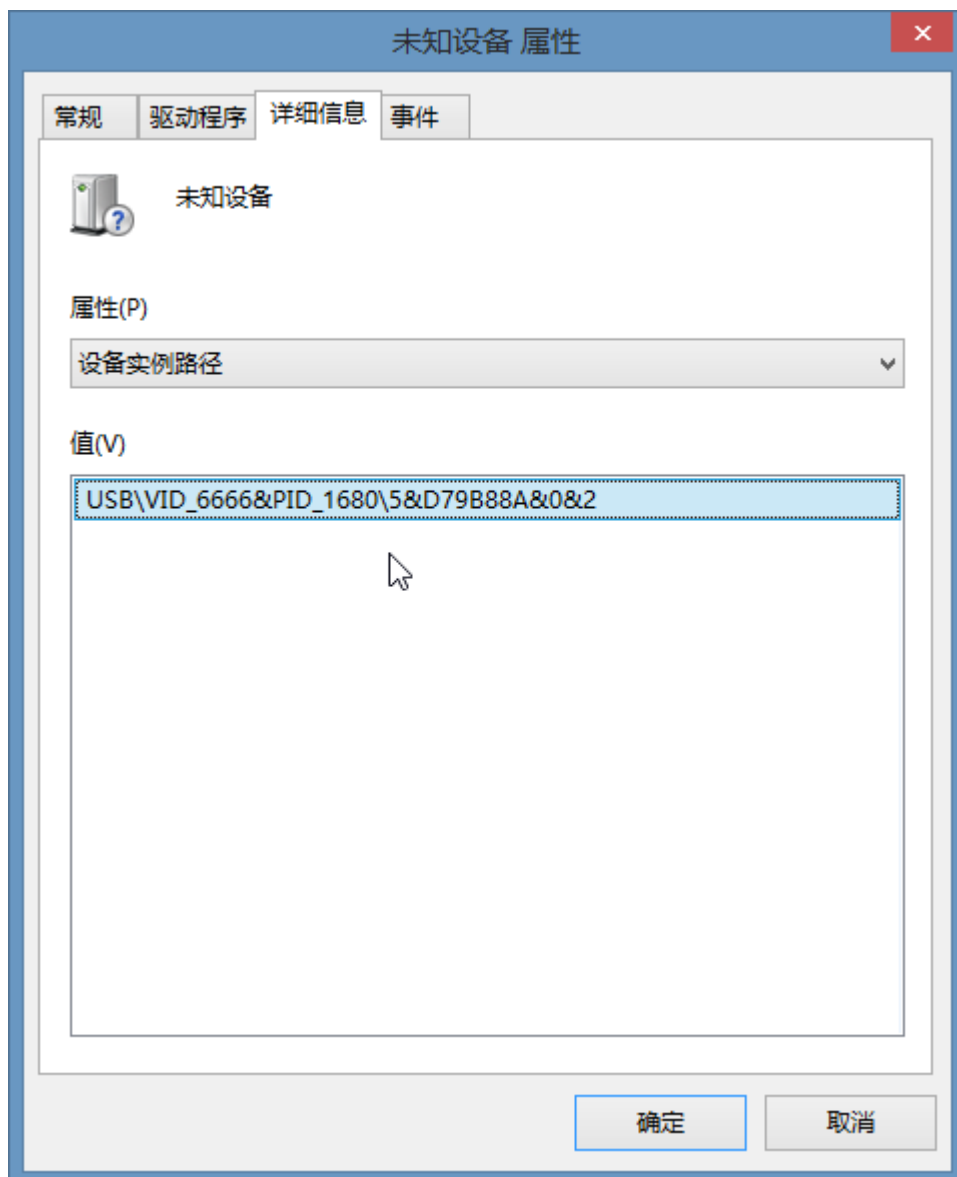 未知设备 属性
常规 驱动程序 详细信息 事件
未知设备
属性(P)
设备实例路径
值(V)
USB\VID_6666&PID_1680\5&D79B88A&0&2
确定 取消